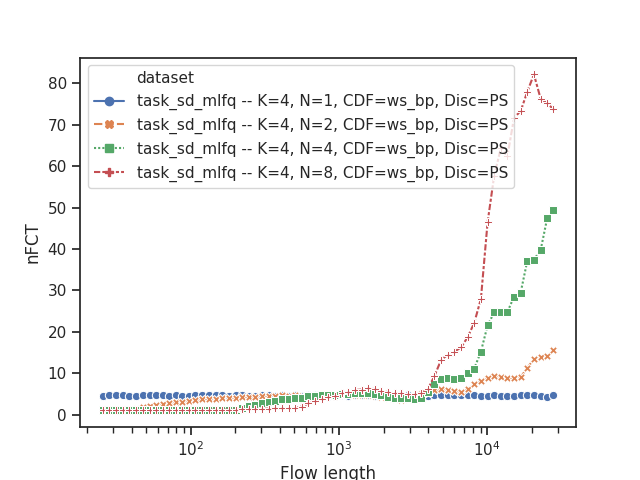 dataset
task_sd_mlfq -- K=4, N=1, CDF=ws_bp, Disc=PS
task_sd_mlfq -- K=4, N=2, CDF=ws_bp, Disc=PS
task_sd_mlfq -- K=4, N=4, CDF=ws_bp, Disc=PS
task_sd_mlfq -- K=4, N=8, CDF=ws_bp, Disc=PS
nFCT
80
70
60
50
40
30
20
10
0
10² 10³ 10⁴
Flow length